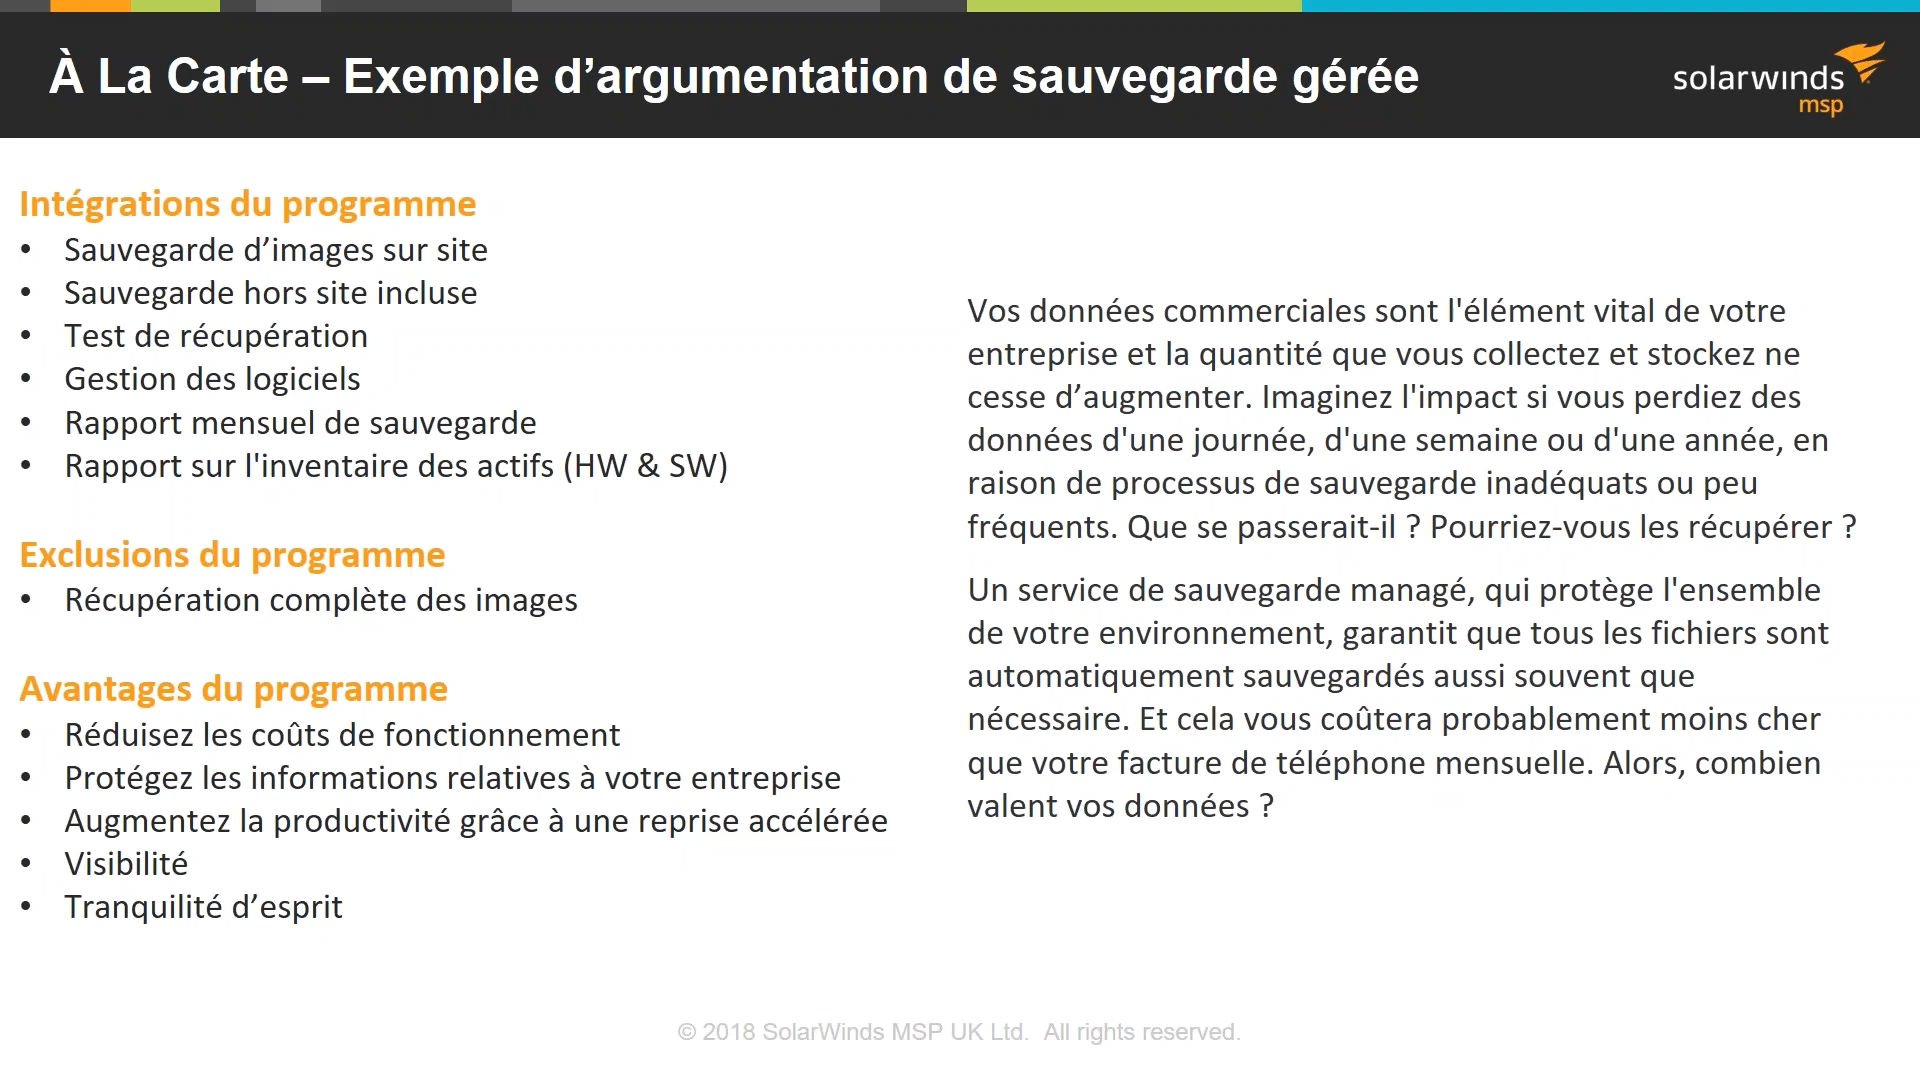 À La Carte – Exemple d’argumentation de sauvegarde gérée
solarwinds
msp
Intégrations du programme
• Sauvegarde d’images sur site
• Sauvegarde hors site incluse
• Test de récupération
• Gestion des logiciels
• Rapport mensuel de sauvegarde
• Rapport sur l'inventaire des actifs (HW & SW)
Exclusions du programme
• Récupération complète des images
Avantages du programme
• Réduisez les coûts de fonctionnement
• Protégez les informations relatives à votre entreprise
• Augmentez la productivité grâce à une reprise accélérée
• Visibilité
• Tranquilité d’esprit
Vos données commerciales sont l'élément vital de votre
entreprise et la quantité que vous collectez et stockez ne
cesse d’augmenter. Imaginez l'impact si vous perdiez des
données d'une journée, d'une semaine ou d'une année, en
raison de processus de sauvegarde inadéquats ou peu
fréquents. Que se passerait-il ? Pourriez-vous les récupérer ?
Un service de sauvegarde managé, qui protège l'ensemble
de votre environnement, garantit que tous les fichiers sont
automatiquement sauvegardés aussi souvent que
nécessaire. Et cela vous coûtera probablement moins cher
que votre facture de téléphone mensuelle. Alors, combien
valent vos données ?
© 2018 SolarWinds MSP UK Ltd. All rights reserved.